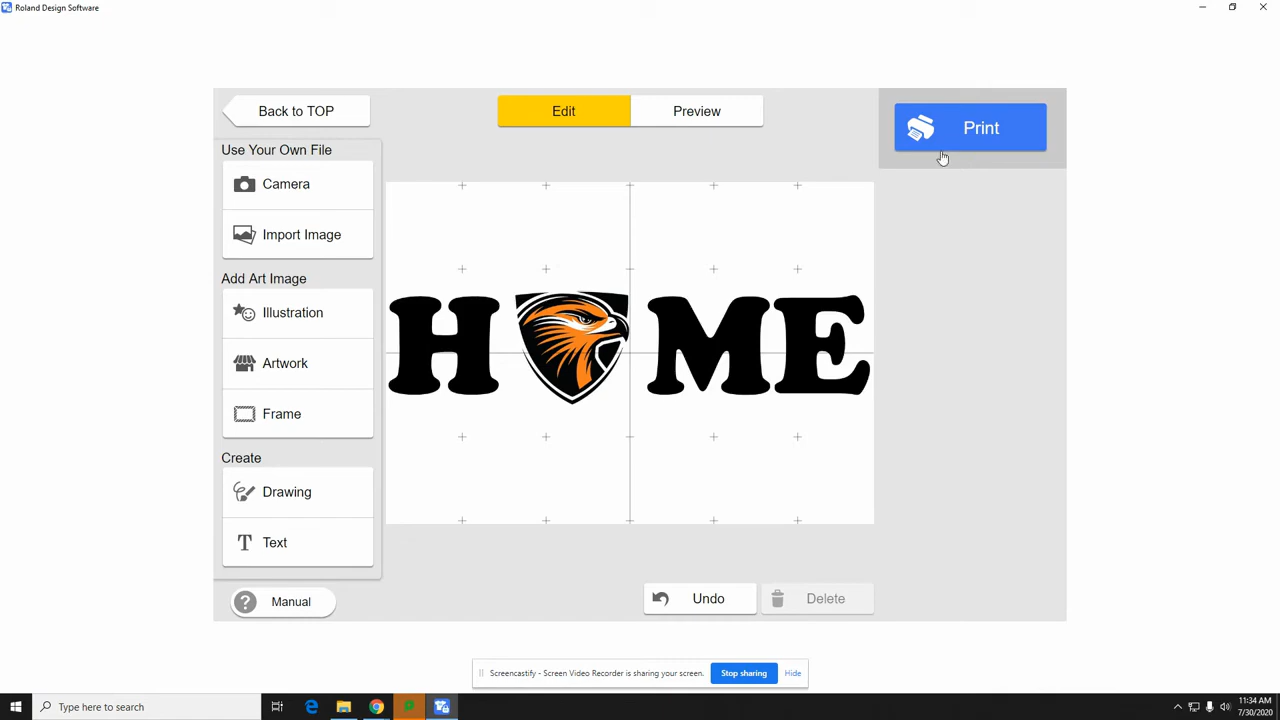 Roland Design Software
Back to TOP
Edit
Preview
Print
Use Your Own File
Camera
Import Image
Add Art Image
Illustration
Artwork
Frame
Create
Drawing
Text
Manual
H ME
Undo
Delete
Screencastify - Screen Video Recorder is sharing your screen.
Stop sharing
Hide
Type here to search
11:34 AM
7/30/2020